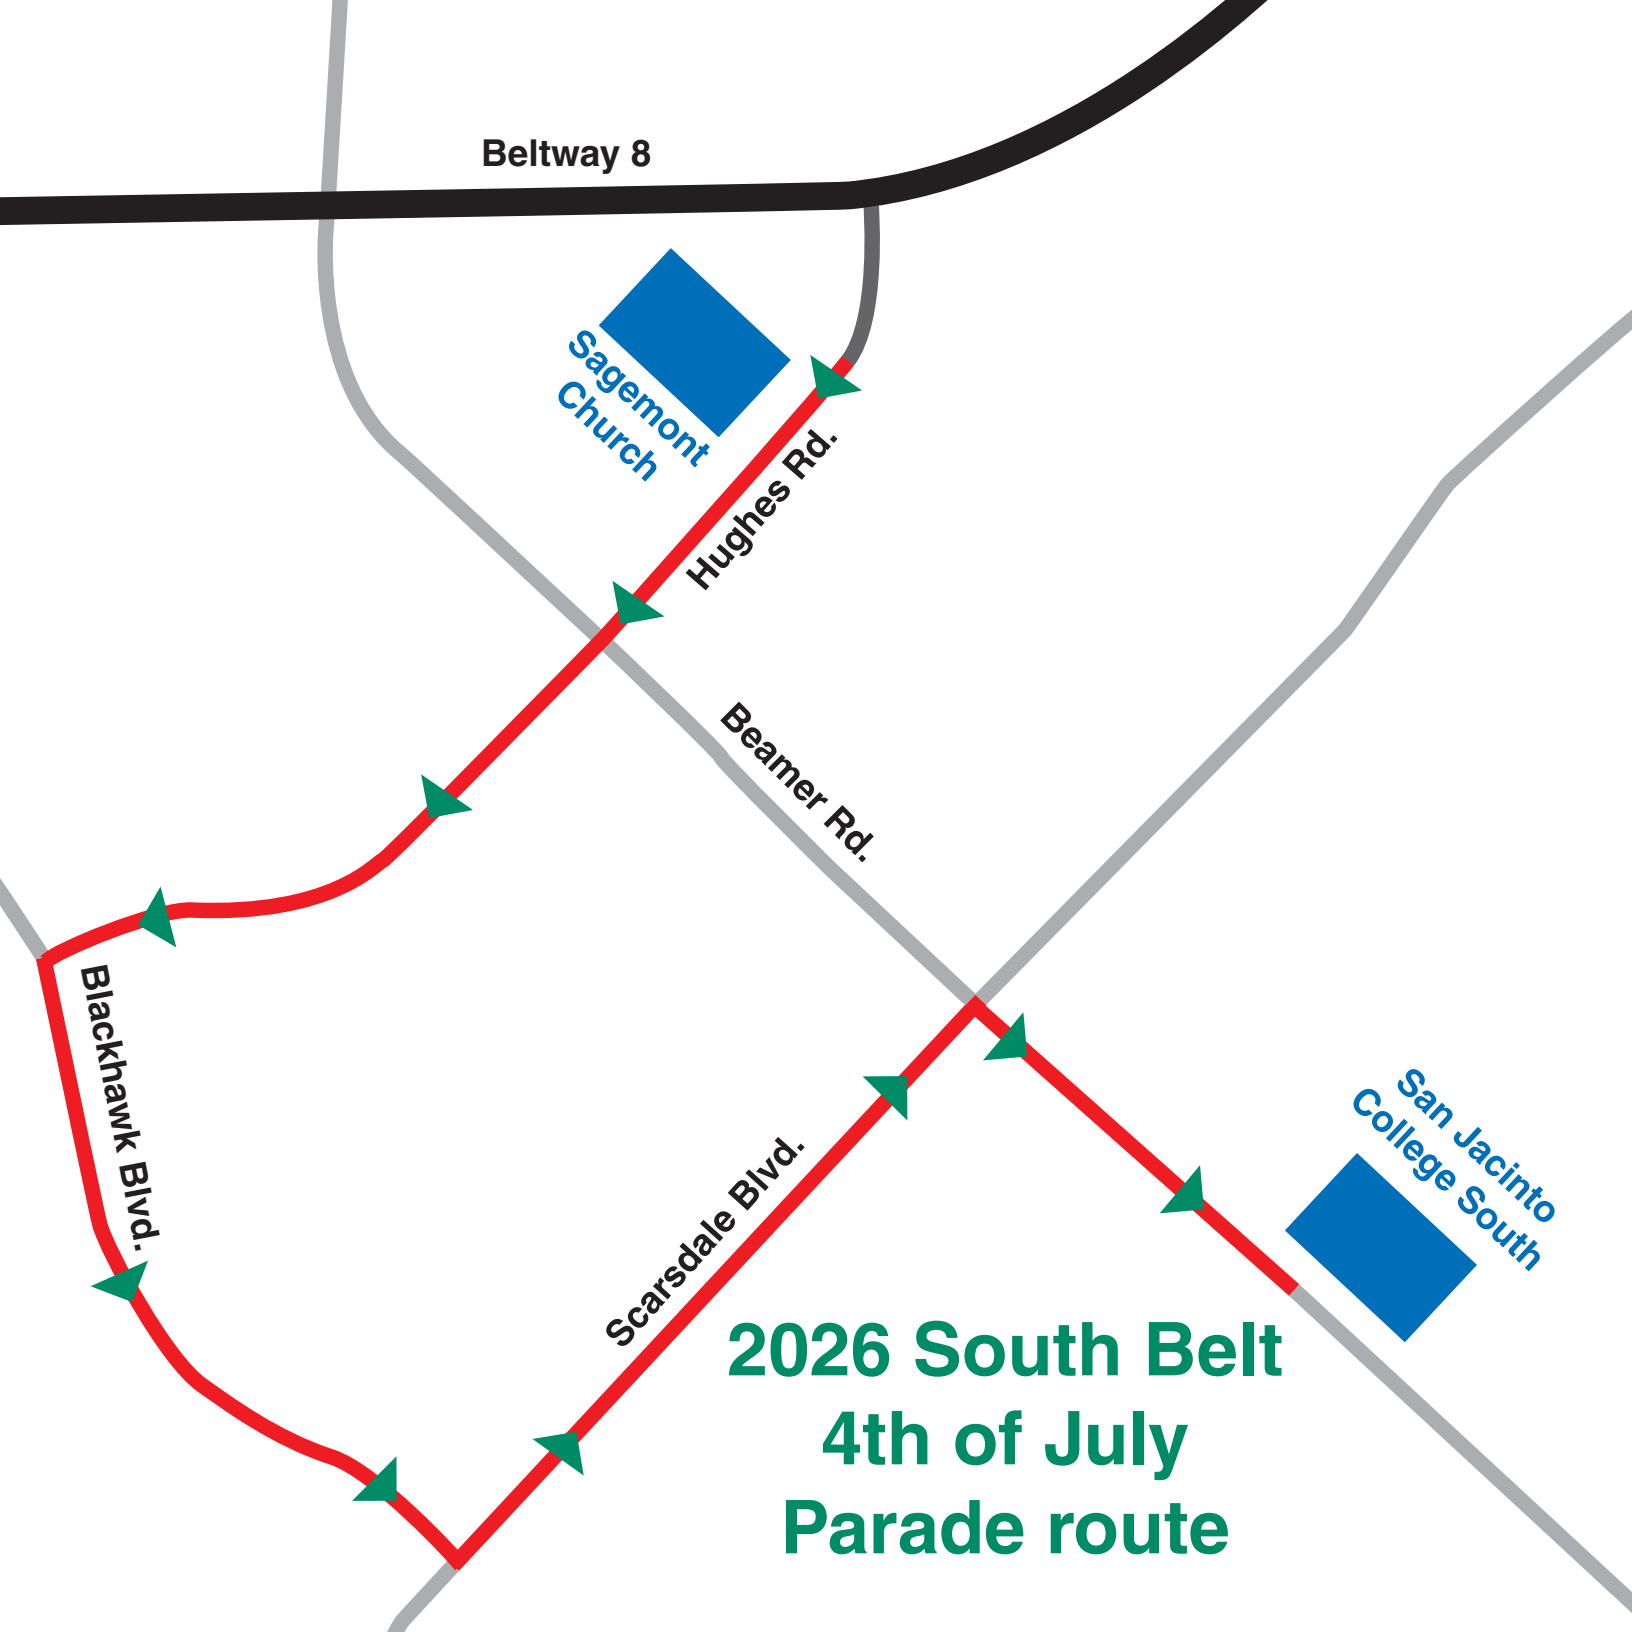 Beltway 8
Sagemont
Church
Hughes Rd.
Beamer Rd.
Blackhawk Blvd.
Scarsdale Blvd.
San Jacinto
College South
2026 South Belt
4th of July
Parade route